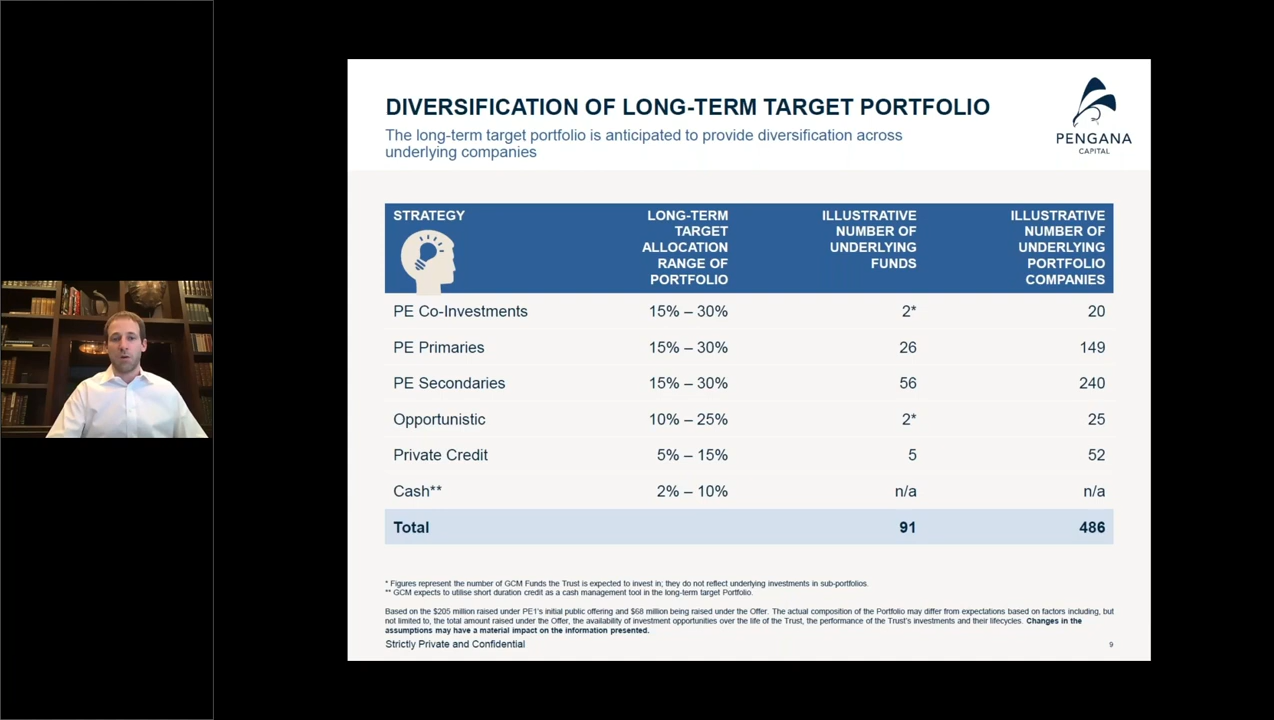 DIVERSIFICATION OF LONG-TERM TARGET PORTFOLIO
The long-term target portfolio is anticipated to provide diversification across
underlying companies
PENGANA
CAPITAL
STRATEGY
LONG-TERM
TARGET
ALLOCATION
RANGE OF
PORTFOLIO
ILLUSTRATIVE
NUMBER OF
UNDERLYING
FUNDS
ILLUSTRATIVE
NUMBER OF
UNDERLYING
PORTFOLIO
COMPANIES
PE Co-Investments 15% – 30% 2* 20
PE Primaries 15% – 30% 26 149
PE Secondaries 15% – 30% 56 240
Opportunistic 10% – 25% 2* 25
Private Credit 5% – 15% 5 52
Cash** 2% – 10% n/a n/a
Total 91 486
* Figures represent the number of GCM Funds the Trust is expected to invest in; they do not reflect underlying investments in sub-portfolios.
** GCM expects to utilise short duration credit as a cash management tool in the long-term target Portfolio.
Based on the $205 million raised under PE1's initial public offering and $68 million being raised under the Offer. The actual composition of the Portfolio may differ from expectations based on factors including, but
not limited to, the total amount raised under the Offer, the availability of investment opportunities over the life of the Trust, the performance of the Trust's investments and their lifecycles. Changes in the
assumptions may have a material impact on the information presented.
Strictly Private and Confidential
9